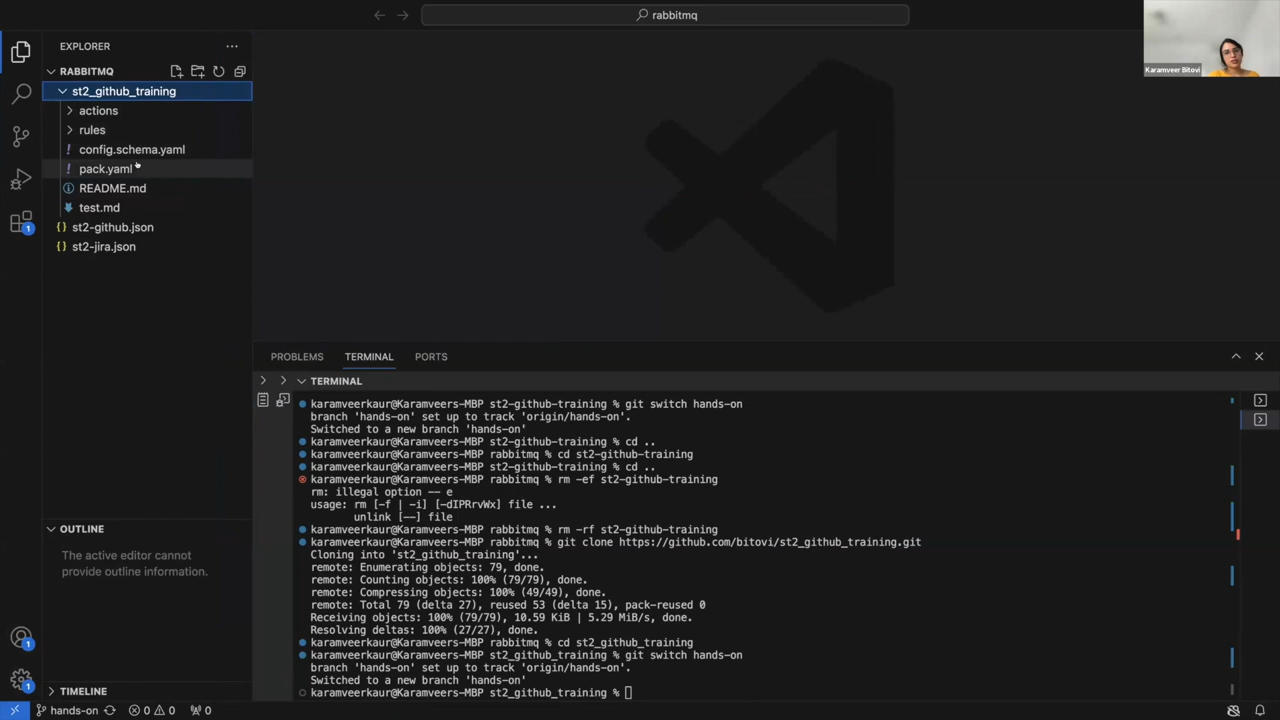 rabbitmq
Karamveer Bitovi
EXPLORER
RABBITMQ
st2_github_training
actions
rules
config.schema.yaml
pack.yaml
README.md
test.md
st2-github.json
st2-jira.json
OUTLINE
The active editor cannot
provide outline information.
TIMELINE
1
1
1
PROBLEMS
TERMINAL
PORTS
TERMINAL
karamveerkaur@Karamveers-MBP st2-github-training % git switch hands-on
branch 'hands-on' set up to track 'origin/hands-on'.
Switched to a new branch 'hands-on'
karamveerkaur@Karamveers-MBP st2-github-training % cd ..
karamveerkaur@Karamveers-MBP rabbitmq % cd st2-github-training
karamveerkaur@Karamveers-MBP st2-github-training % cd ..
karamveerkaur@Karamveers-MBP rabbitmq % rm -ef st2-github-training
rm: illegal option -- e
usage: rm [-f | -i] [-dIPRrvWx] file ...
unlink [--] file
karamveerkaur@Karamveers-MBP rabbitmq % rm -rf st2-github-training
karamveerkaur@Karamveers-MBP rabbitmq % git clone https://github.com/bitovi/st2_github_training.git
Cloning into 'st2_github_training'...
remote: Enumerating objects: 79, done.
remote: Counting objects: 100% (79/79), done.
remote: Compressing objects: 100% (49/49), done.
remote: Total 79 (delta 27), reused 53 (delta 15), pack-reused 0
Receiving objects: 100% (79/79), 10.59 KiB | 5.29 MiB/s, done.
Resolving deltas: 100% (27/27), done.
karamveerkaur@Karamveers-MBP rabbitmq % cd st2_github_training
karamveerkaur@Karamveers-MBP st2_github_training % git switch hands-on
branch 'hands-on' set up to track 'origin/hands-on'.
Switched to a new branch 'hands-on'
karamveerkaur@Karamveers-MBP st2_github_training %
hands-on
0
0
0